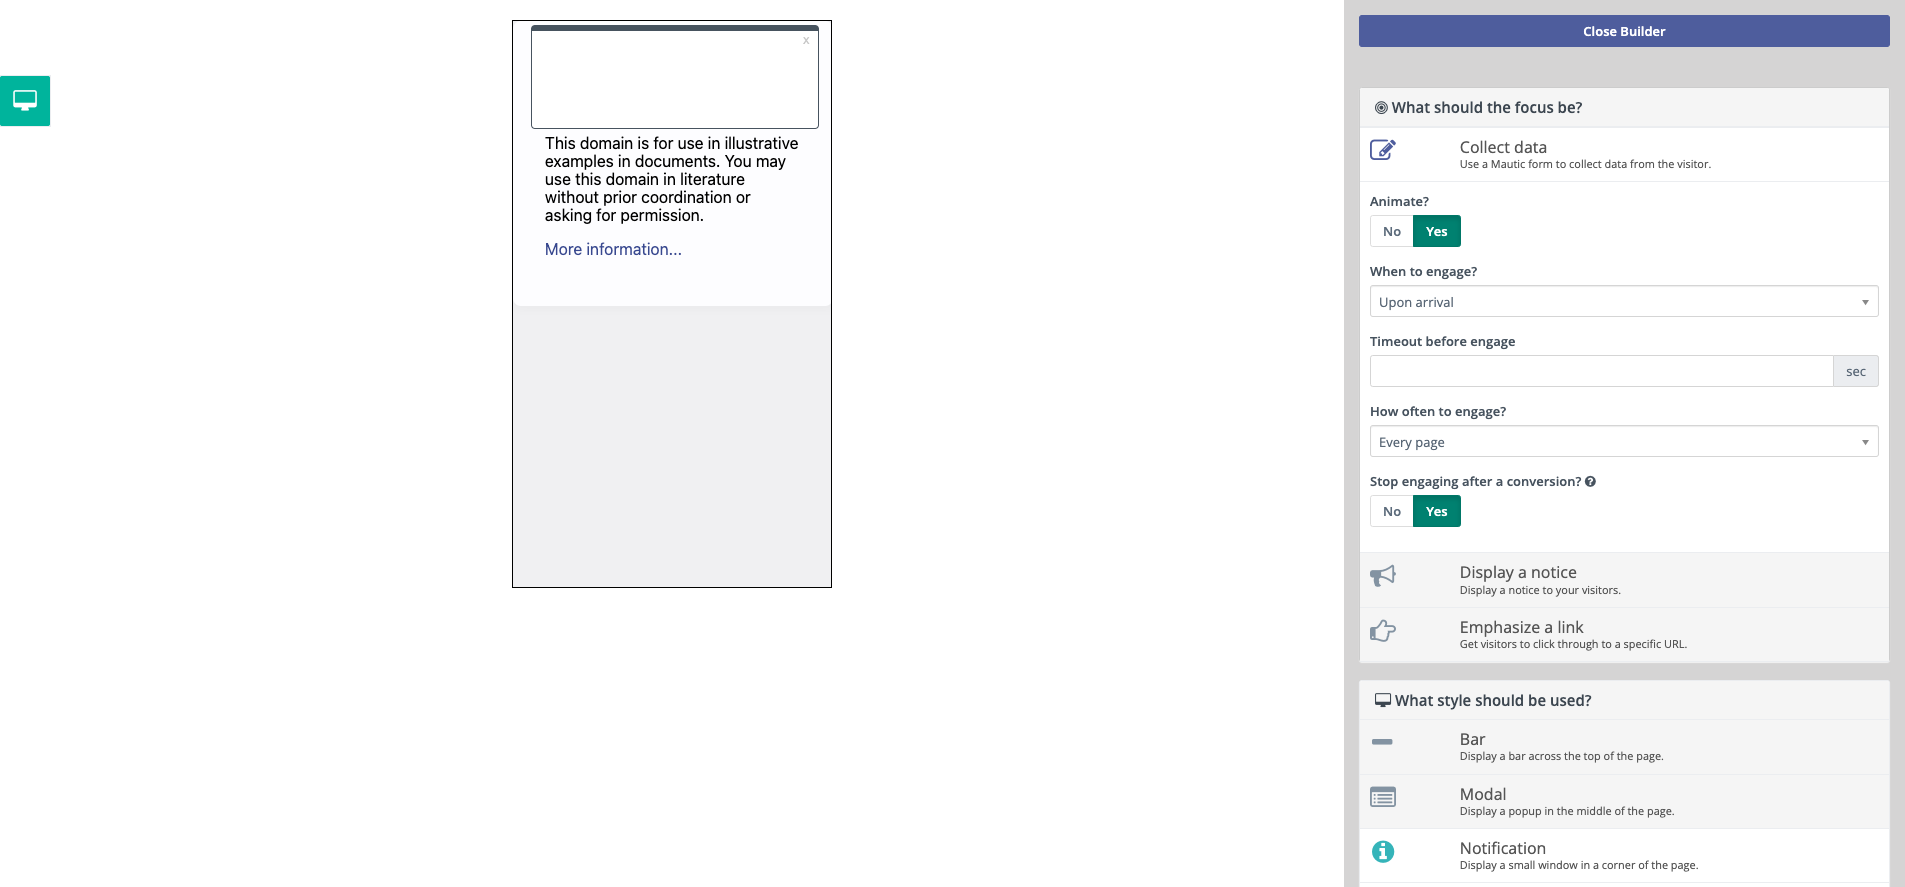 x
This domain is for use in illustrative
examples in documents. You may
use this domain in literature
without prior coordination or
asking for permission.
More information...
Close Builder
What should the focus be?
Collect data
Use a Mautic form to collect data from the visitor.
Animate?
No Yes
When to engage?
Upon arrival
Timeout before engage
sec
How often to engage?
Every page
Stop engaging after a conversion?
No Yes
Display a notice
Display a notice to your visitors.
Emphasize a link
Get visitors to click through to a specific URL.
What style should be used?
Bar
Display a bar across the top of the page.
Modal
Display a popup in the middle of the page.
Notification
Display a small window in a corner of the page.